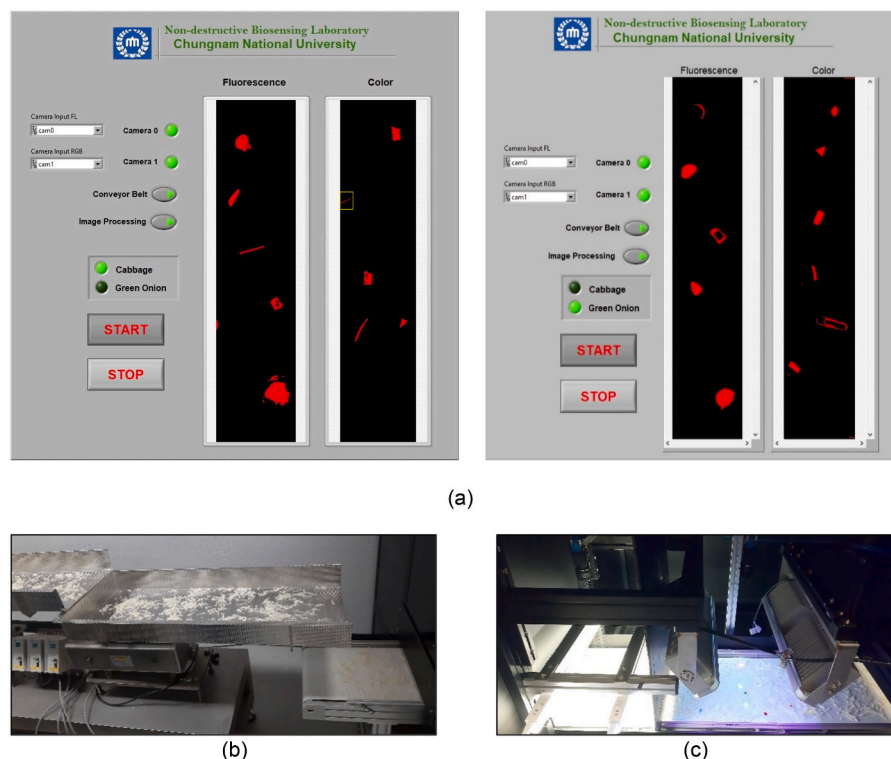 Non-destructive Biosensing Laboratory
Chungnam National University
Fluorescence
Color
Camera Input FL
cam0
Camera 0
Camera Input RGB
cam1
Camera 1
Conveyor Belt
Image Processing
Cabbage
Green Onion
START
STOP
Non-destructive Biosensing Laboratory
Chungnam National University
Fluorescence
Color
Camera Input FL
cam0
Camera 0
Camera Input RGB
cam1
Camera 1
Conveyor Belt
Image Processing
Cabbage
Green Onion
START
STOP
(a)
(b)
(c)